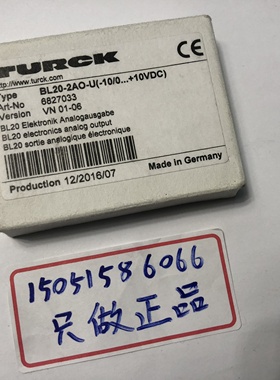 TURCK
http://www.turck.com
Type BL20-2AO-U(-10/0...+10VDC)
Art-No 6827033
Version VN 01-06
BL20 Elektronik Analogausgabe
BL20 electronics analog output
BL20 sortie analogique électronique
CE
Made in Germany
Production 12/2016/07
15051586066
只做正品